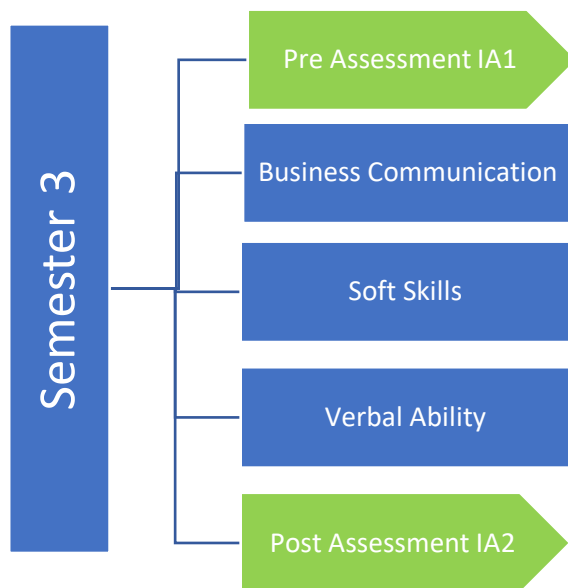 Semester 3
Pre Assessment IA1
Business Communication
Soft Skills
Verbal Ability
Post Assessment IA2